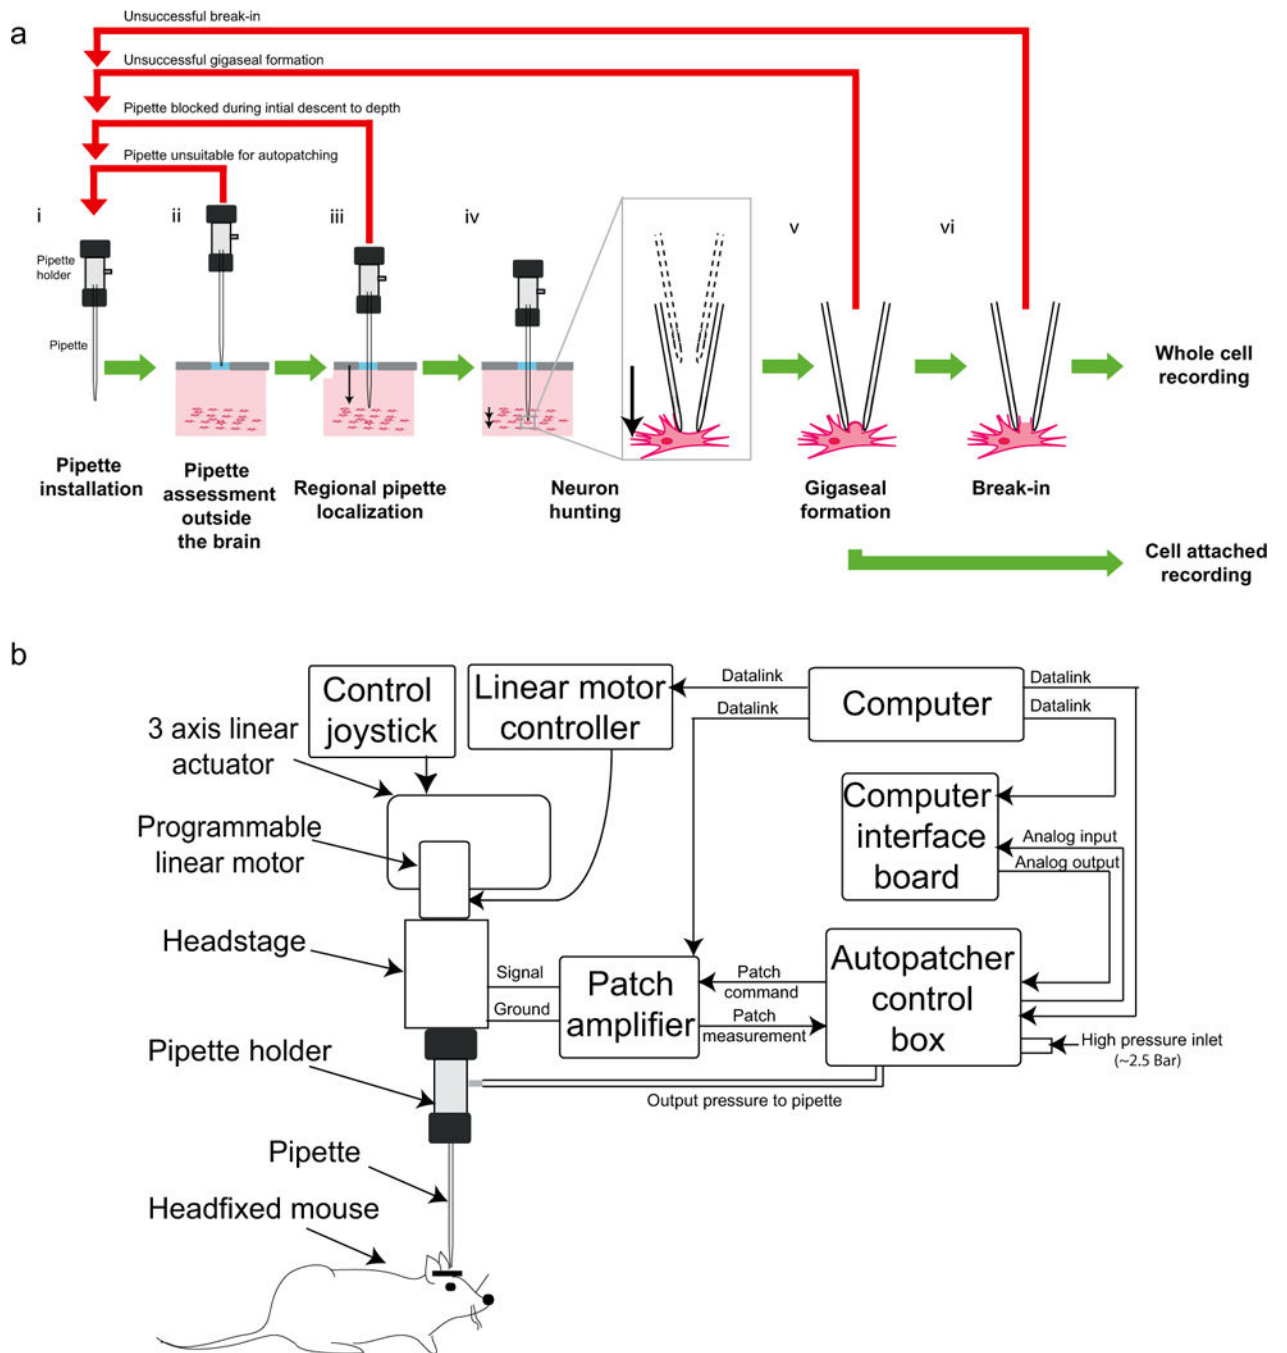 a
Unsuccessful break-in
Unsuccessful gigaseal formation
Pipette blocked during intial descent to depth
Pipette unsuitable for autopatching
i
ii
iii
iv
v
vi
Pipette
holder
Pipette
Whole cell
recording
Pipette
installation
Pipette
assessment
outside
the brain
Regional pipette
localization
Neuron
hunting
Gigaseal
formation
Break-in
Cell attached
recording
b
Control
joystick
Linear motor
controller
Datalink
Datalink
Computer
Datalink
Datalink
3 axis linear
actuator
Programmable
linear motor
Computer
interface
board
Analog input
Analog output
Headstage
Signal
Ground
Patch
amplifier
Patch
command
Patch
measurement
Autopatcher
control
box
High pressure inlet
(~2.5 Bar)
Pipette holder
Output pressure to pipette
Pipette
Headfixed mouse